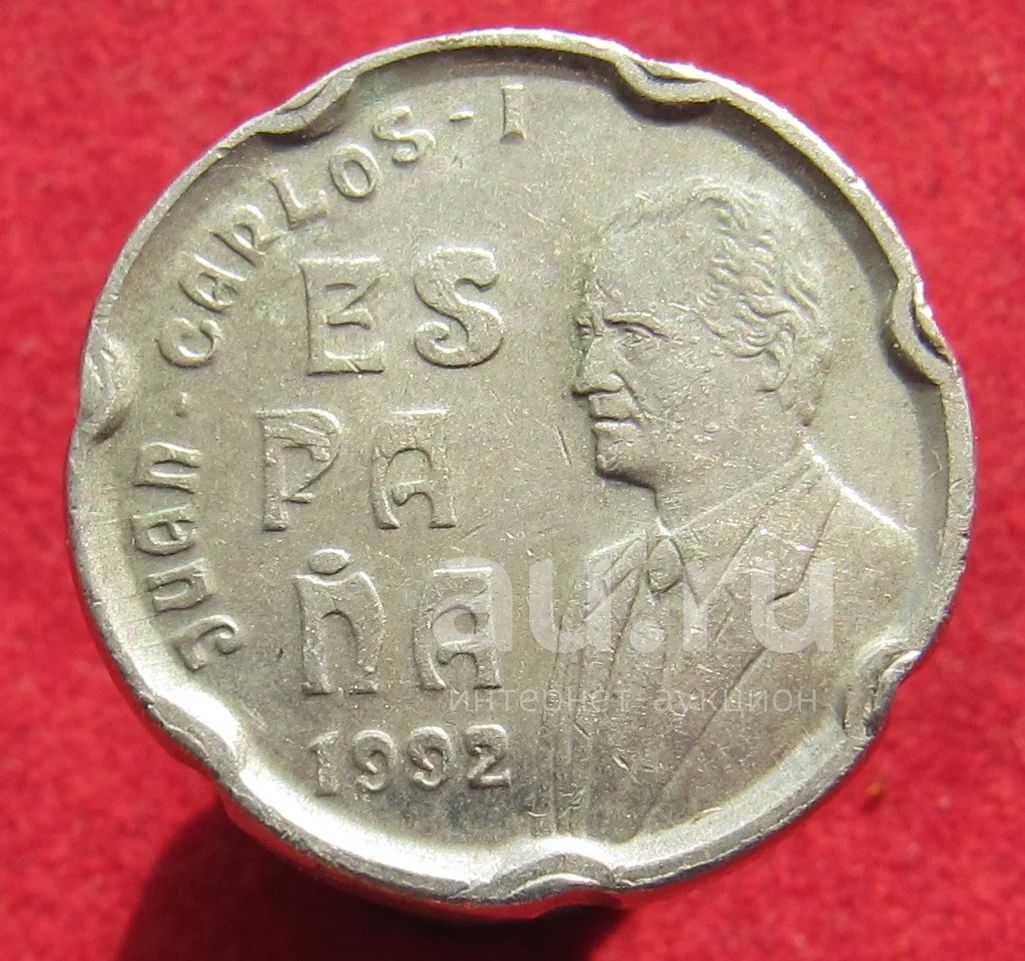 JUAN · CARLOS - I
ES
PA
ÑA
1992
au.ru
интернет-аукцион